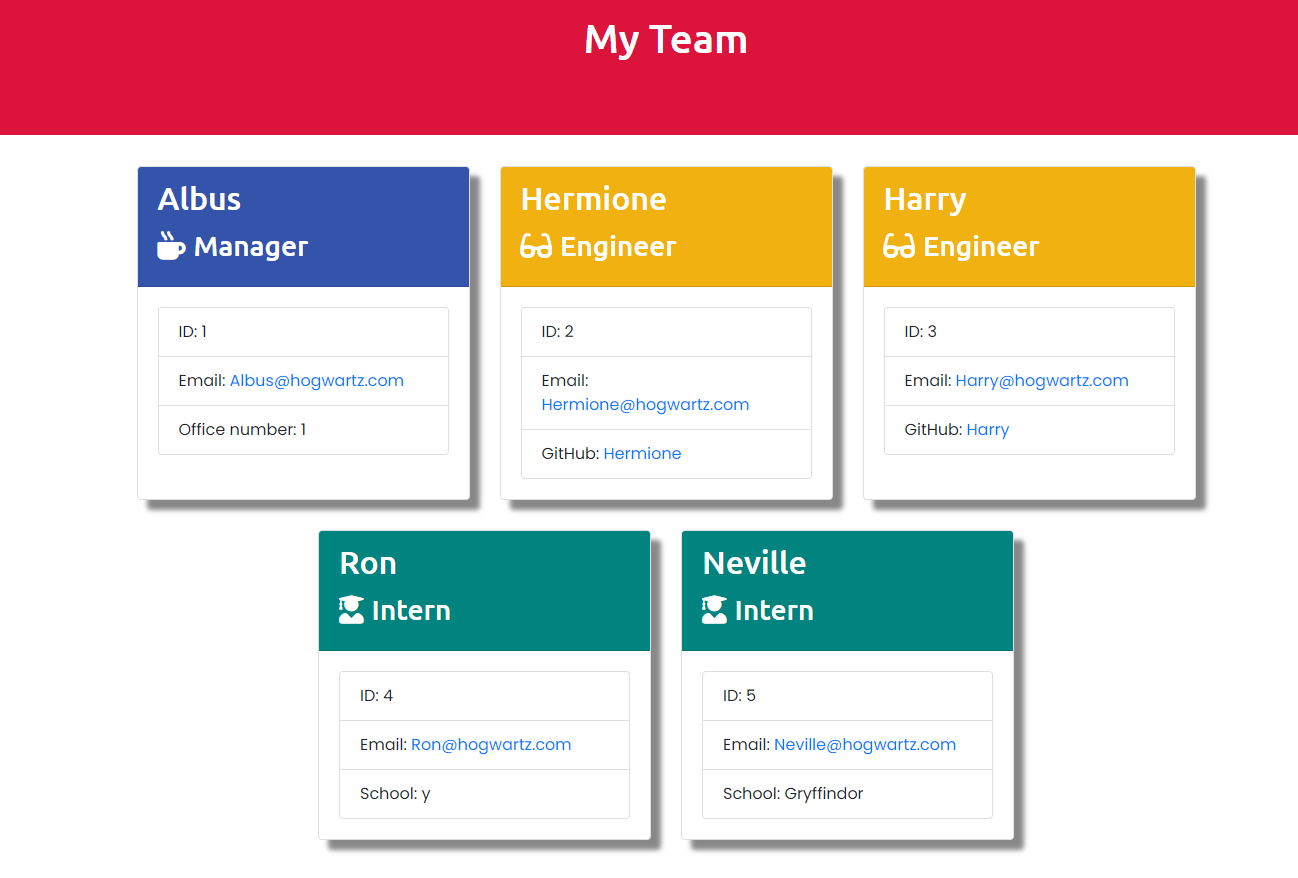 My Team
Albus
Manager
ID: 1
Email: Albus@hogwartz.com
Office number: 1
Hermione
Engineer
ID: 2
Email:
Hermione@hogwartz.com
GitHub: Hermione
Harry
Engineer
ID: 3
Email: Harry@hogwartz.com
GitHub: Harry
Ron
Intern
ID: 4
Email: Ron@hogwartz.com
School: y
Neville
Intern
ID: 5
Email: Neville@hogwartz.com
School: Gryffindor